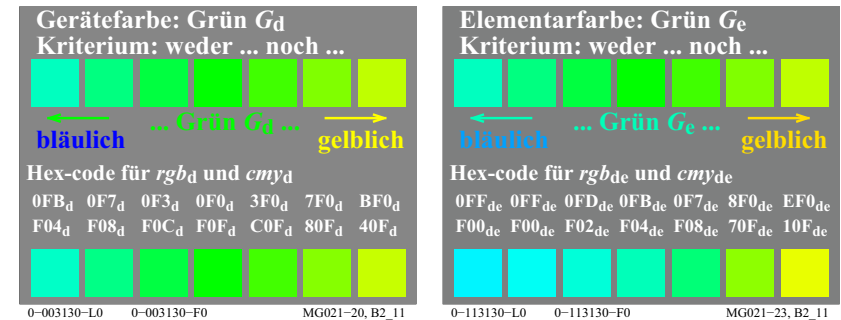 Gerätefarbe: Grün Gd
Kriterium: weder ... noch ...
... Grün Gd ...
bläulich gelblich
Hex-code für rgbd und cmyd
0FBd 0F7d 0F3d 0F0d 3F0d 7F0d BF0d
F04d F08d F0Cd F0Fd C0Fd 80Fd 40Fd
0−003130−L0 0−003130−F0 MG021−20, B2_11
Elementarfarbe: Grün Ge
Kriterium: weder ... noch ...
... Grün Ge ...
bläulich gelblich
Hex-code für rgbde und cmyde
0FFde 0FFde 0FDde 0FBde 0F7de 8F0de EF0de
F00de F00de F02de F04de F08de 70Fde 10Fde
0−113130−L0 0−113130−F0 MG021−23, B2_11